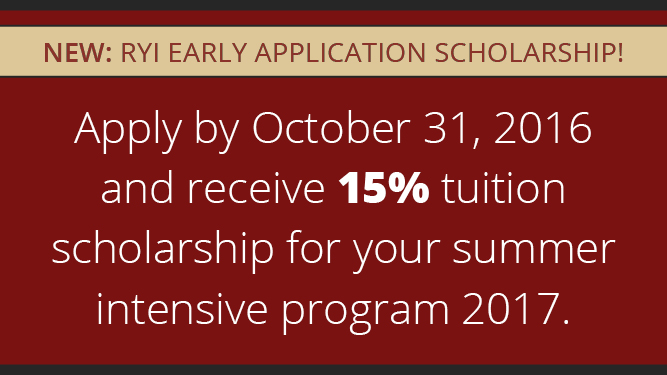 NEW: RYI EARLY APPLICATION SCHOLARSHIP!
Apply by October 31, 2016
and receive 15% tuition
scholarship for your summer
intensive program 2017.